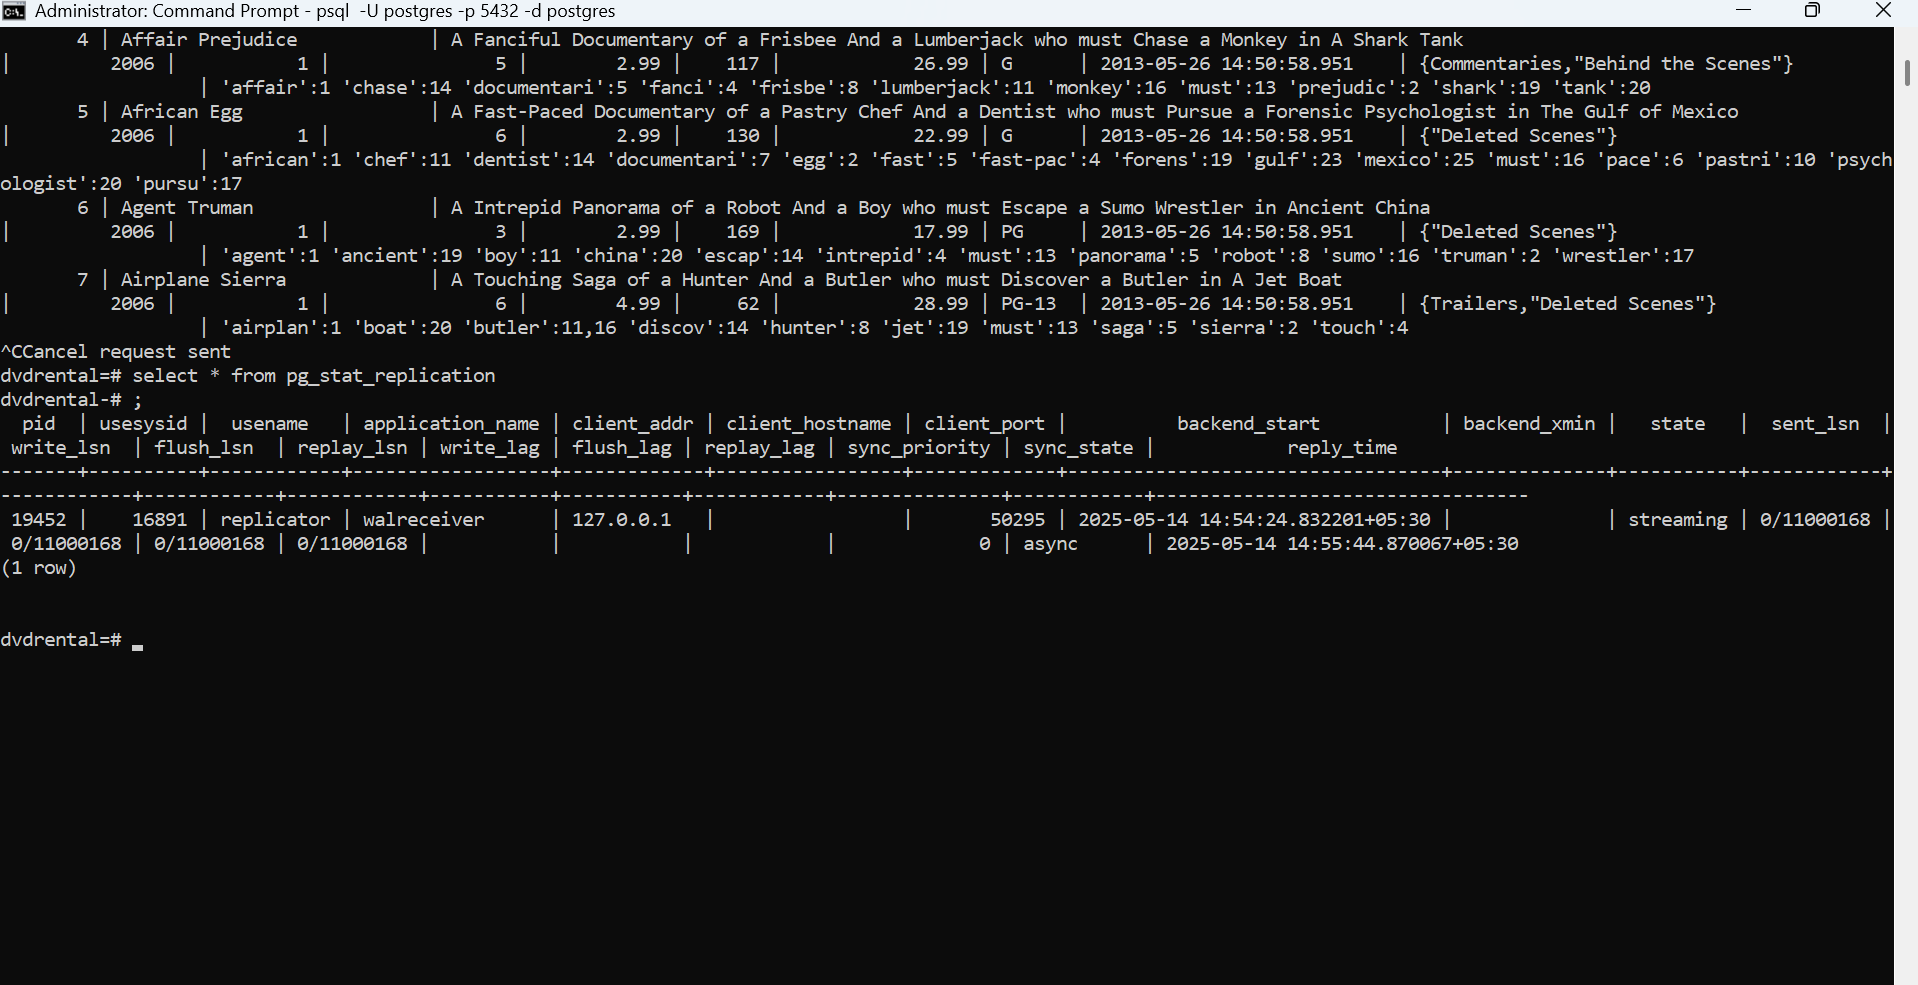 Administrator: Command Prompt - psql  -U postgres -p 5432 -d postgres
       4 | Affair Prejudice            | A Fanciful Documentary of a Frisbee And a Lumberjack who must Chase a Monkey in A Shark Tank
|         2006 |           1 |               5 |        2.99 |    117 |            26.99 | G      | 2013-05-26 14:50:58.951    | {Commentaries,"Behind the Scenes"}
                  | 'affair':1 'chase':14 'documentari':5 'fanci':4 'frisbe':8 'lumberjack':11 'monkey':16 'must':13 'prejudic':2 'shark':19 'tank':20
       5 | African Egg                 | A Fast-Paced Documentary of a Pastry Chef And a Dentist who must Pursue a Forensic Psychologist in The Gulf of Mexico
|         2006 |           1 |               6 |        2.99 |    130 |            22.99 | G      | 2013-05-26 14:50:58.951    | {"Deleted Scenes"}
                  | 'african':1 'chef':11 'dentist':14 'documentari':7 'egg':2 'fast':5 'fast-pac':4 'forens':19 'gulf':23 'mexico':25 'must':16 'pace':6 'pastri':10 'psych
ologist':20 'pursu':17
       6 | Agent Truman                | A Intrepid Panorama of a Robot And a Boy who must Escape a Sumo Wrestler in Ancient China
|         2006 |           1 |               3 |        2.99 |    169 |            17.99 | PG     | 2013-05-26 14:50:58.951    | {"Deleted Scenes"}
                  | 'agent':1 'ancient':19 'boy':11 'china':20 'escap':14 'intrepid':4 'must':13 'panorama':5 'robot':8 'sumo':16 'truman':2 'wrestler':17
       7 | Airplane Sierra             | A Touching Saga of a Hunter And a Butler who must Discover a Butler in A Jet Boat
|         2006 |           1 |               6 |        4.99 |     62 |            28.99 | PG-13  | 2013-05-26 14:50:58.951    | {Trailers,"Deleted Scenes"}
                  | 'airplan':1 'boat':20 'butler':11,16 'discov':14 'hunter':8 'jet':19 'must':13 'saga':5 'sierra':2 'touch':4
^CCancel request sent
dvdrental=# select * from pg_stat_replication
dvdrental-# ;
  pid  | usesysid |  usename   | application_name | client_addr | client_hostname | client_port |          backend_start           | backend_xmin |   state   |  sent_lsn  |
 write_lsn  | flush_lsn  | replay_lsn | write_lag | flush_lag | replay_lag | sync_priority | sync_state |            reply_time
-------+----------+------------+------------------+-------------+-----------------+-------------+----------------------------------+--------------+-----------+------------+
------------+------------+------------+-----------+-----------+------------+---------------+------------+----------------------------------
 19452 |    16891 | replicator | walreceiver      | 127.0.0.1   |                 |       50295 | 2025-05-14 14:54:24.832201+05:30 |              | streaming | 0/11000168 |
 0/11000168 | 0/11000168 | 0/11000168 |           |           |            |             0 | async      | 2025-05-14 14:55:44.870067+05:30
(1 row)
dvdrental=#